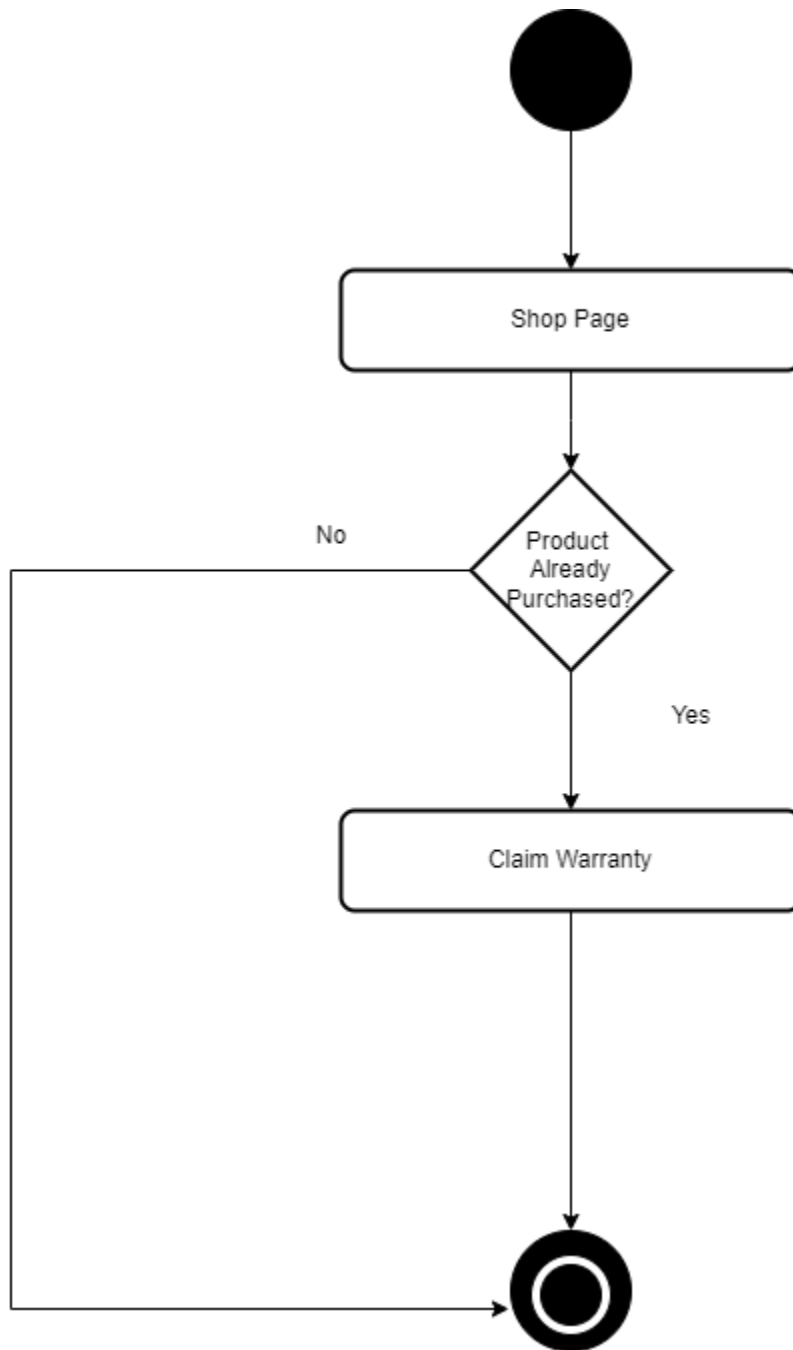 Shop Page
No
Product
Already
Purchased?
Yes
Claim Warranty